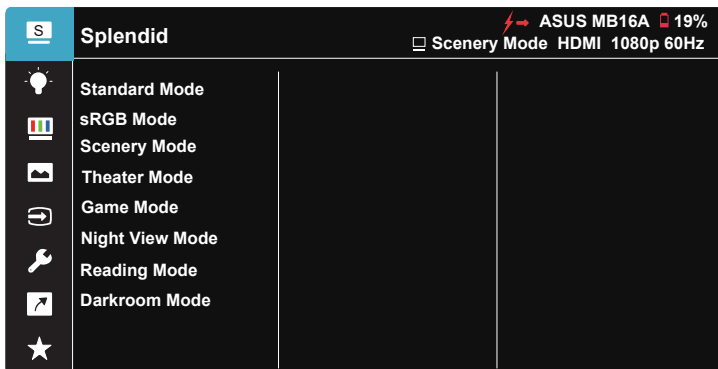 S
Splendid
ASUS MB16A 19%
Scenery Mode HDMI 1080p 60Hz
Standard Mode
sRGB Mode
Scenery Mode
Theater Mode
Game Mode
Night View Mode
Reading Mode
Darkroom Mode